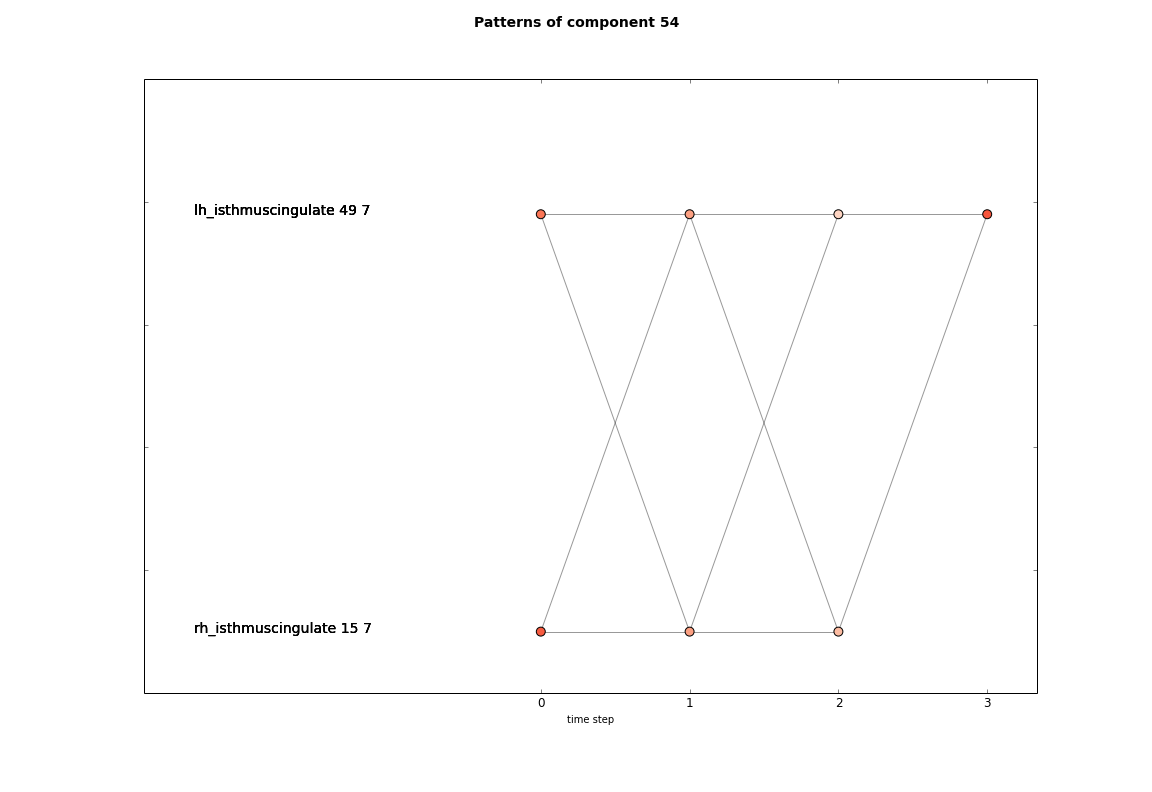 Patterns of component 54
lh_isthmuscingulate 49 7
rh_isthmuscingulate 15 7
0 1 2 3
time step